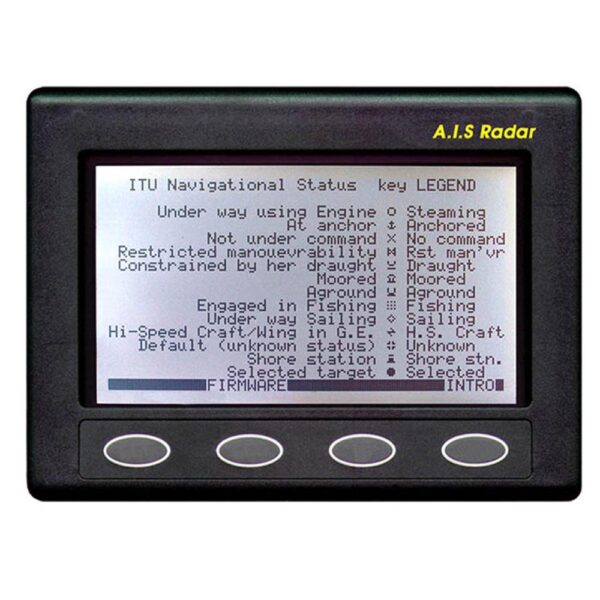 A.I.S Radar
ITU Navigational Status key LEGEND
Under way using Engine Steaming
At anchor Anchored
Not under command No command
Restricted manouevrability Rst man'vr
Constrained by her draught Draught
Moored Moored
Aground Aground
Engaged in Fishing Fishing
Under way Sailing Sailing
Hi-Speed Craft/Wing in G.E. H.S. Craft
Default (unknown status) Unknown
Shore station Shore stn.
Selected target Selected
FIRMWARE INTRO